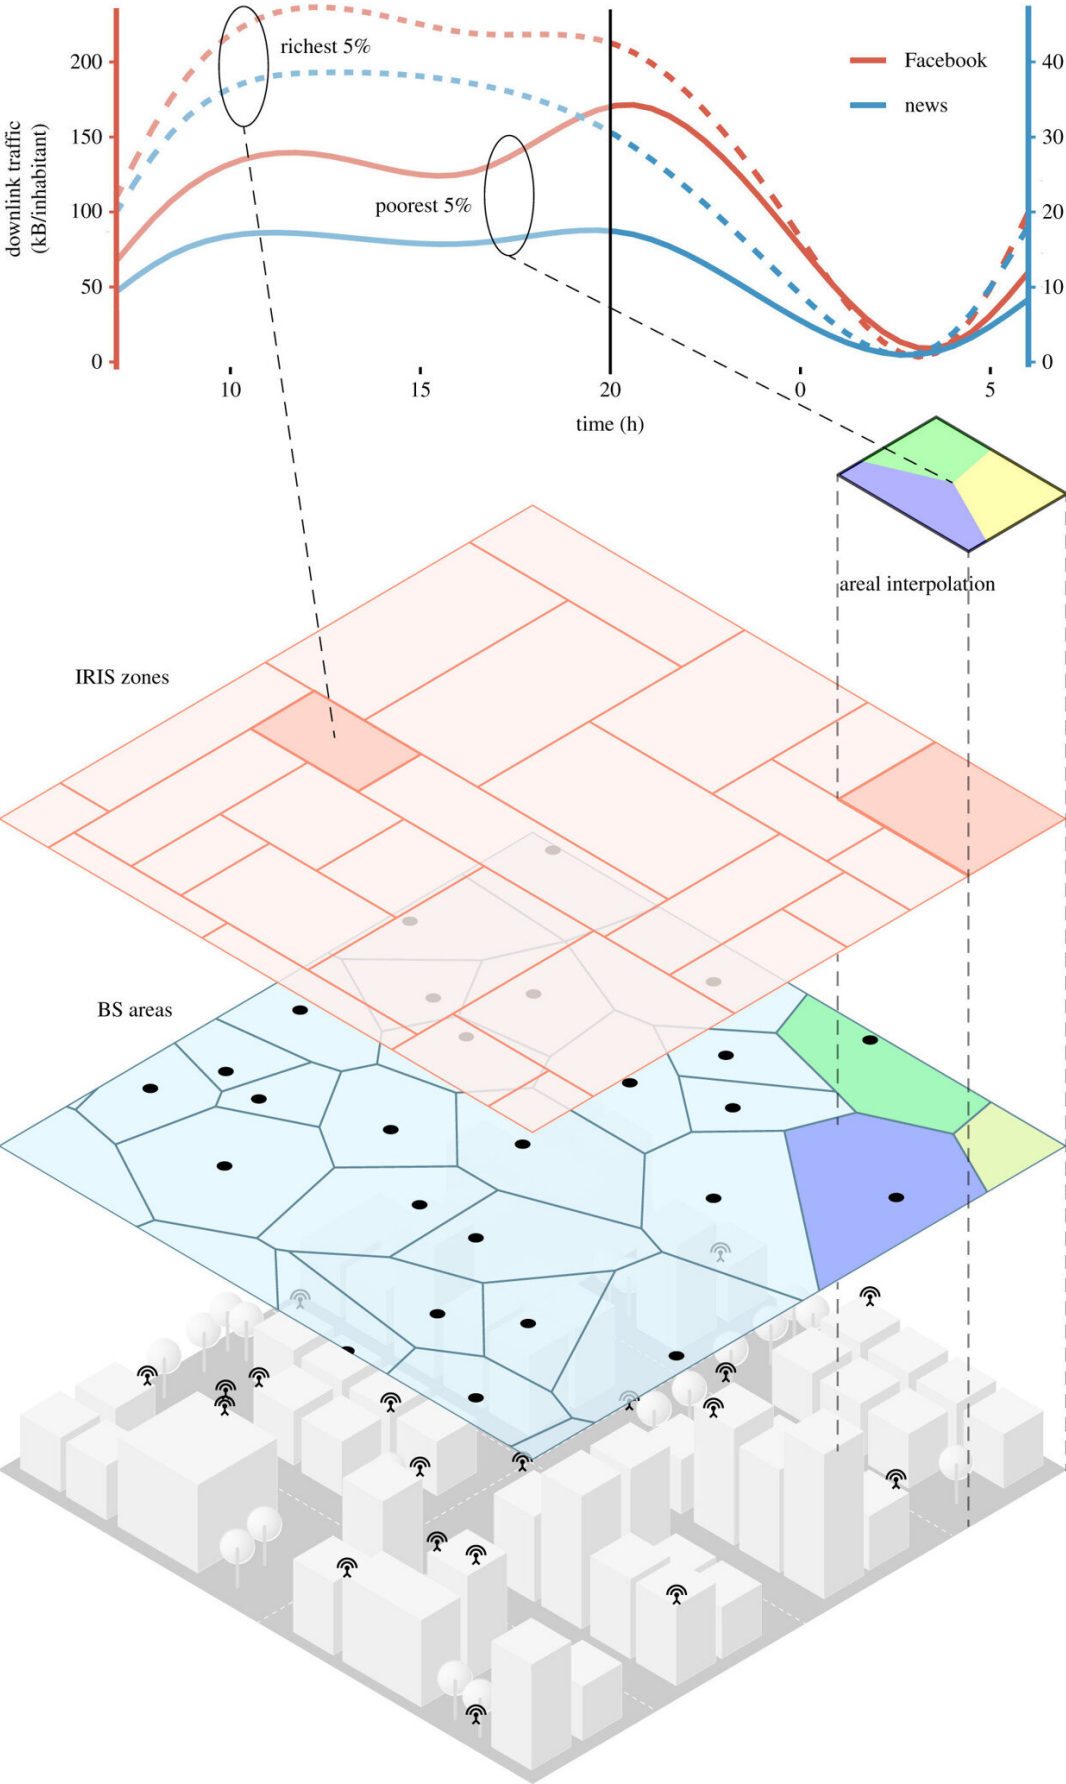 downlink traffic
(kB/inhabitant)
200
150
100
50
0
richest 5%
poorest 5%
Facebook
news
40
30
20
10
0
10
15
20
0
5
time (h)
areal interpolation
IRIS zones
BS areas